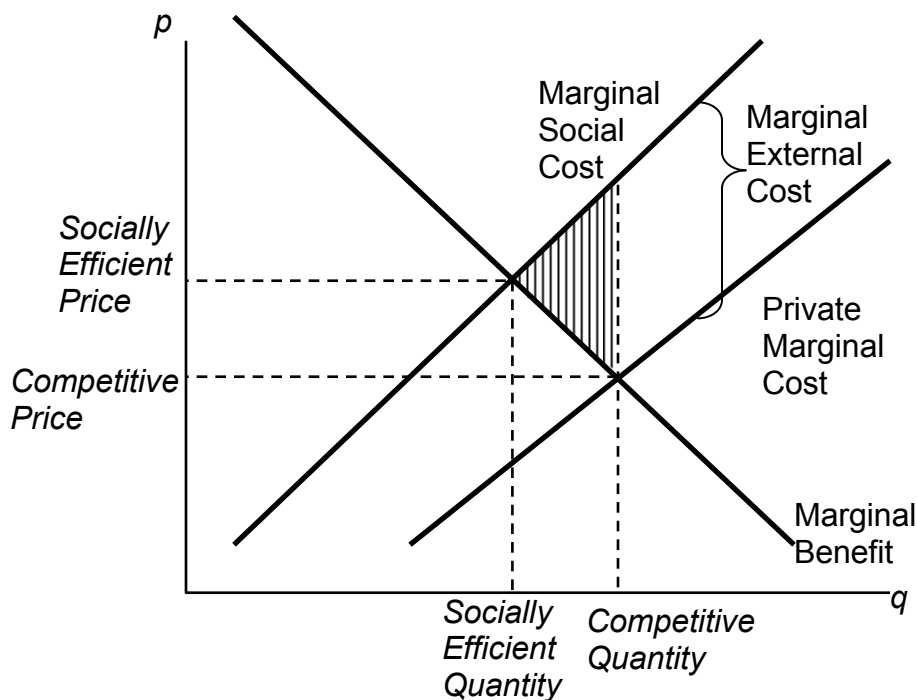 p
Marginal
Social
Cost
Marginal
External
Cost
Socially
Efficient
Price
Private
Marginal
Cost
Competitive
Price
Marginal
Benefit
q
Socially
Efficient
Quantity
Competitive
Quantity